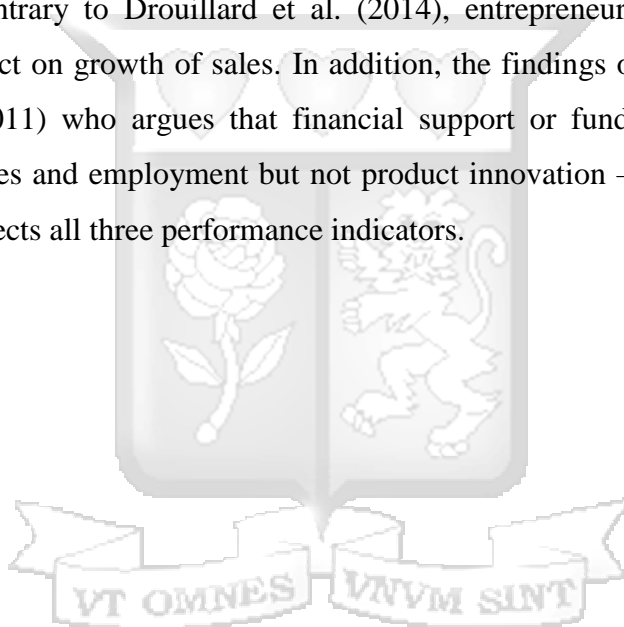 ntrary to Drouillard et al. (2014), entrepreneur
ct on growth of sales. In addition, the findings o
011) who argues that financial support or fund
es and employment but not product innovation –
ects all three performance indicators.
VT OMNES VNVM SINT